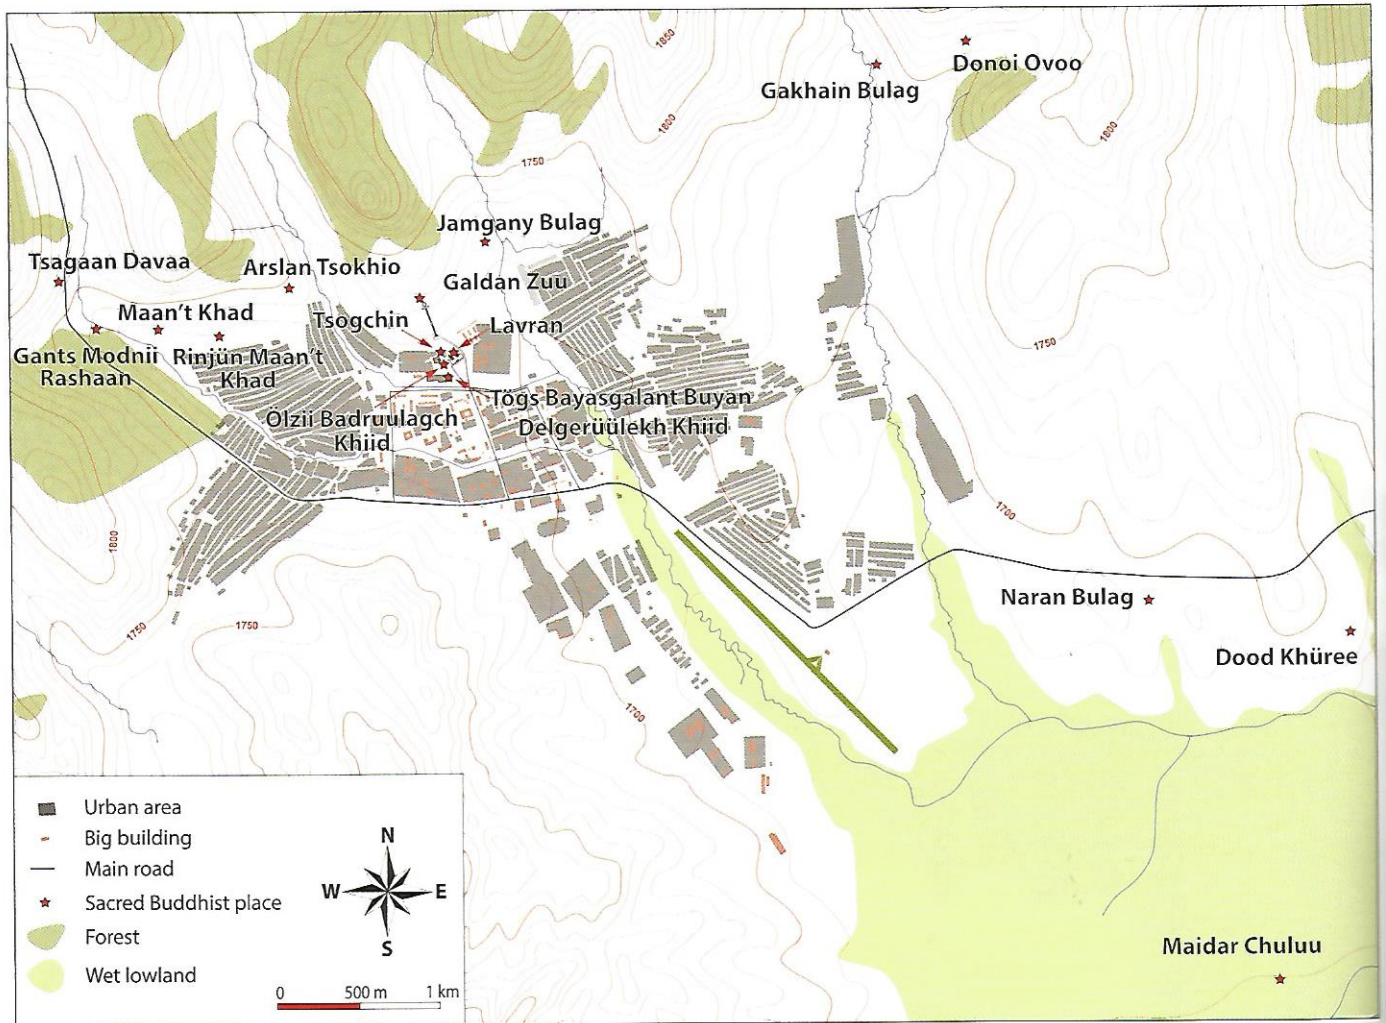 1850
Donoi Ovoo
Gakhain Bulag
1800
1800
1750
Jamgany Bulag
Tsagaan Davaa
Arslan Tsokhio
Galdan Zuu
Maan't Khad
Tsogchin
Lavran
1750
Gants Modnii
Rashaan
Rinjün Maan't
Khad
Tögs Bayasgalant Buyan
Delgerüülekh Khiid
Ölzii Badruulagch
Khiid
1700
1800
Naran Bulag
1750
1750
Dood Khüree
1700
Urban area
Big building
Main road
Sacred Buddhist place
Forest
Wet lowland
N
W E
S
0 500 m 1 km
Maidar Chuluu